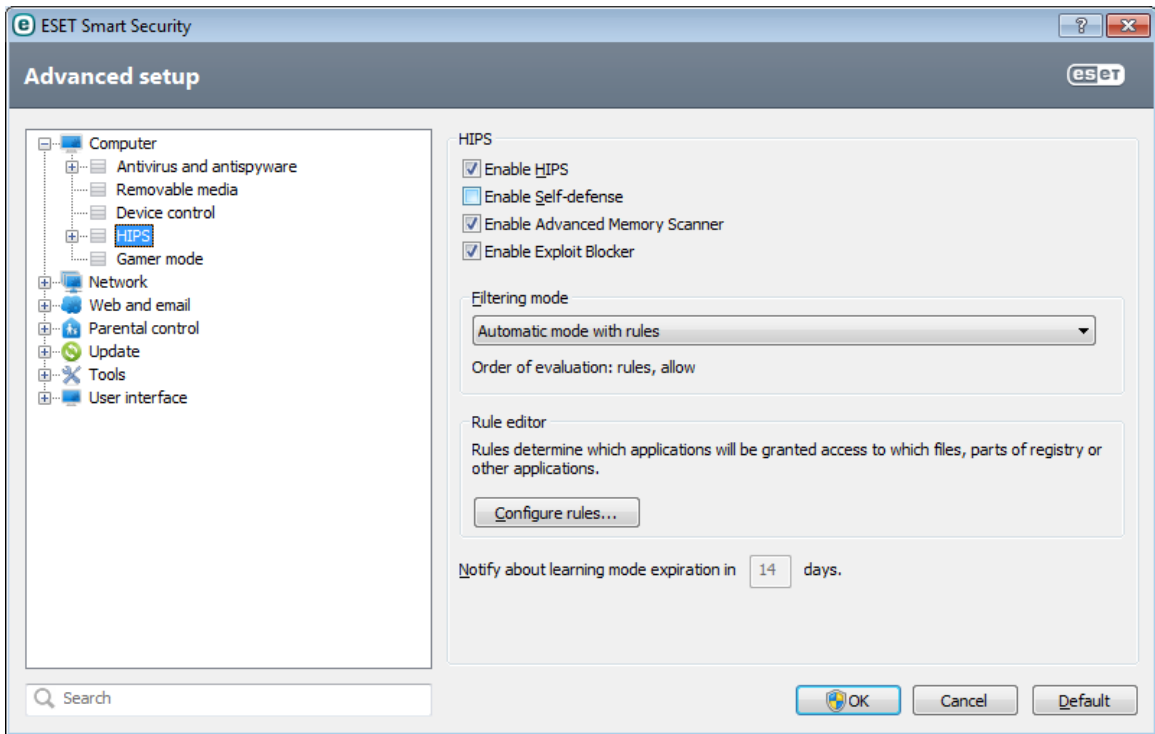 ESET Smart Security
Advanced setup
eset
Computer
Antivirus and antispyware
Removable media
Device control
HIPS
Gamer mode
Network
Web and email
Parental control
Update
Tools
User interface
Search
HIPS
Enable HIPS
Enable Self-defense
Enable Advanced Memory Scanner
Enable Exploit Blocker
Filtering mode
Automatic mode with rules
Order of evaluation: rules, allow
Rule editor
Rules determine which applications will be granted access to which files, parts of registry or
other applications.
Configure rules...
Notify about learning mode expiration in 14 days.
OK Cancel Default